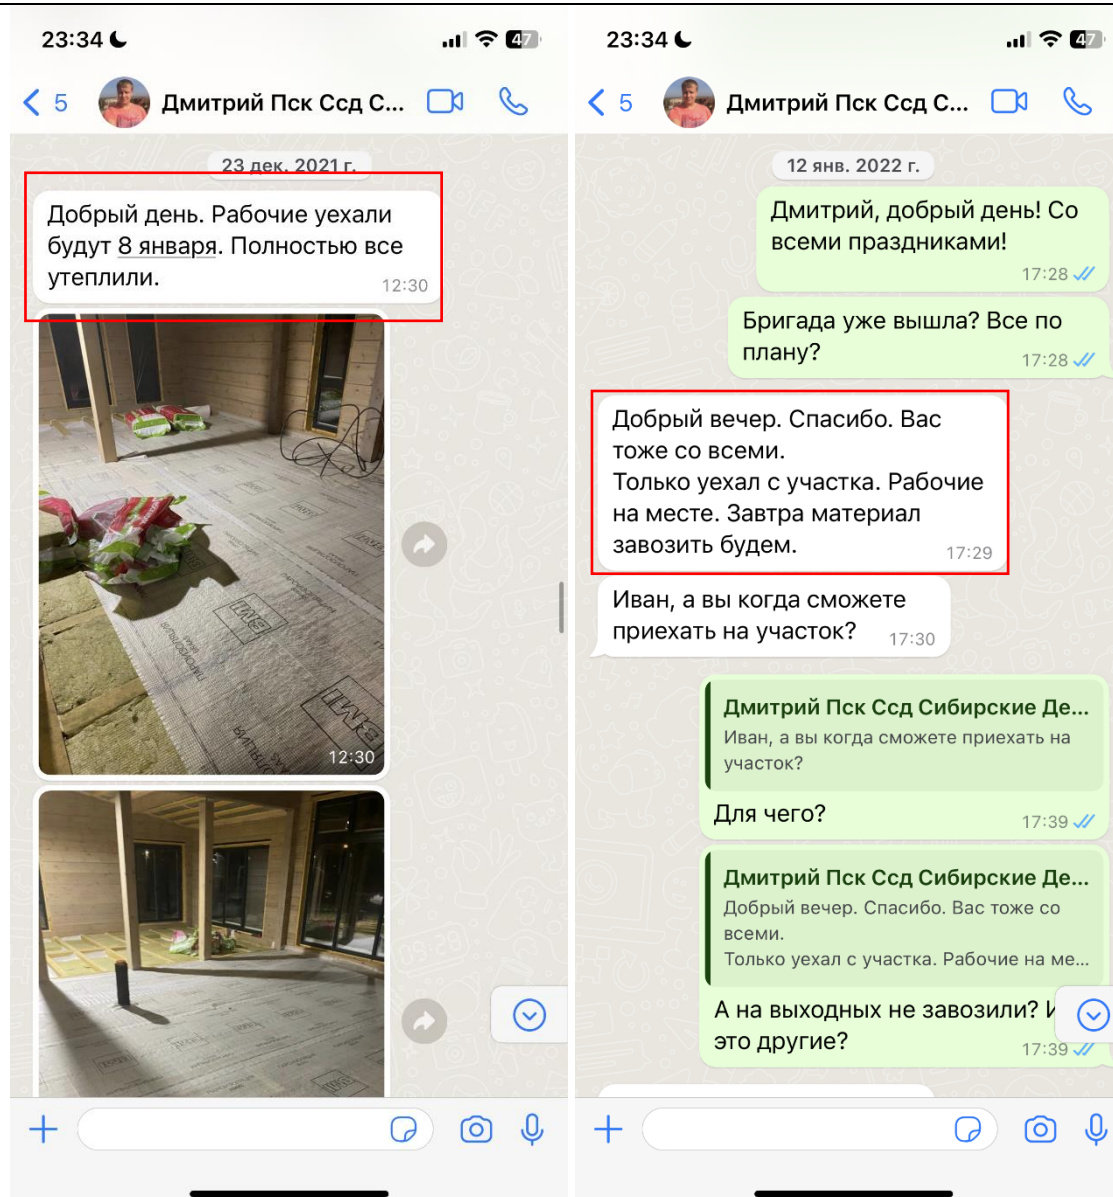 23:34
47
5
Дмитрий Пск Ссд С...
23 дек. 2021 г.
Добрый день. Рабочие уехали
будут 8 января. Полностью все
утеплили.
12:30
BMI
BMI
12:30
23:34
47
5
Дмитрий Пск Ссд С...
12 янв. 2022 г.
Дмитрий, добрый день! Со
всеми праздниками!
17:28
Бригада уже вышла? Все по
плану?
17:28
Добрый вечер. Спасибо. Вас
тоже со всеми.
Только уехал с участка. Рабочие
на месте. Завтра материал
завозить будем.
17:29
Иван, а вы когда сможете
приехать на участок?
17:30
Дмитрий Пск Ссд Сибирские Де...
Иван, а вы когда сможете приехать на
участок?
Для чего?
17:39
Дмитрий Пск Ссд Сибирские Де...
Добрый вечер. Спасибо. Вас тоже со
всеми.
Только уехал с участка. Рабочие на ме...
А на выходных не завозили?
это другие?
17:39